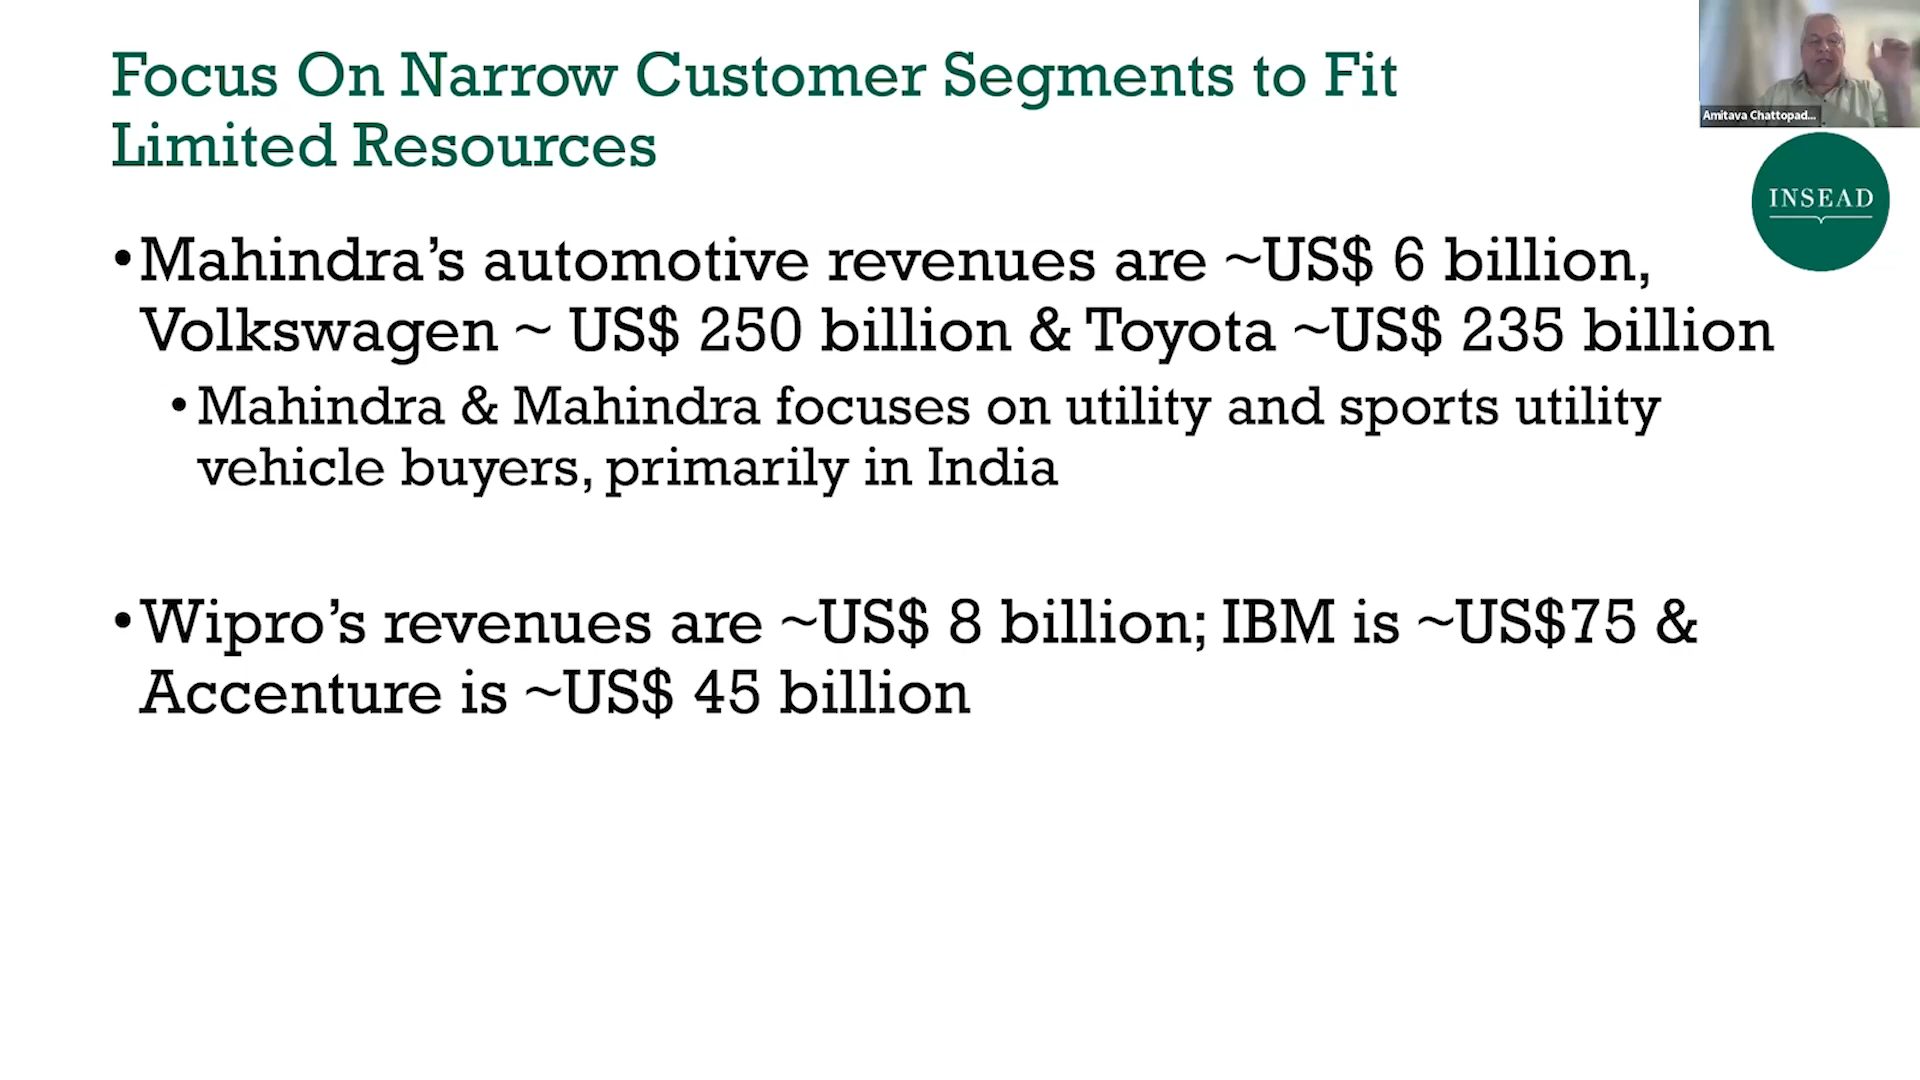 Focus On Narrow Customer Segments to Fit
Limited Resources
Amitava Chattopad...
INSEAD
•Mahindra’s automotive revenues are ~US$ 6 billion,
Volkswagen ~ US$ 250 billion & Toyota ~US$ 235 billion
•Mahindra & Mahindra focuses on utility and sports utility
vehicle buyers, primarily in India
•Wipro’s revenues are ~US$ 8 billion; IBM is ~US$75 &
Accenture is ~US$ 45 billion